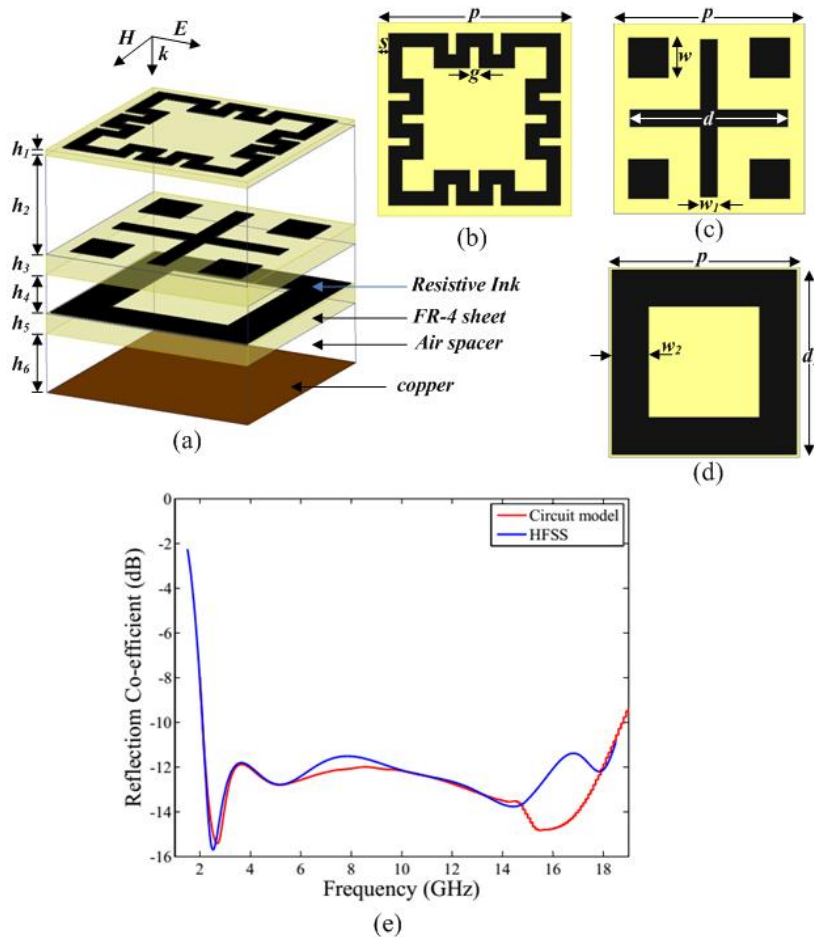 H E
k
h1
h2
h3
h4
h5
h6
Resistive Ink
FR-4 sheet
Air spacer
copper
(a)
p
s
g
(b)
p
w
d
w1
(c)
p
w2
(d)
0
-2
-4
-6
-8
-10
-12
-14
-16
2 4 6 8 10 12 14 16 18
Reflectiom Co-efficient (dB)
Frequency (GHz)
Circuit model
HFSS
(e)